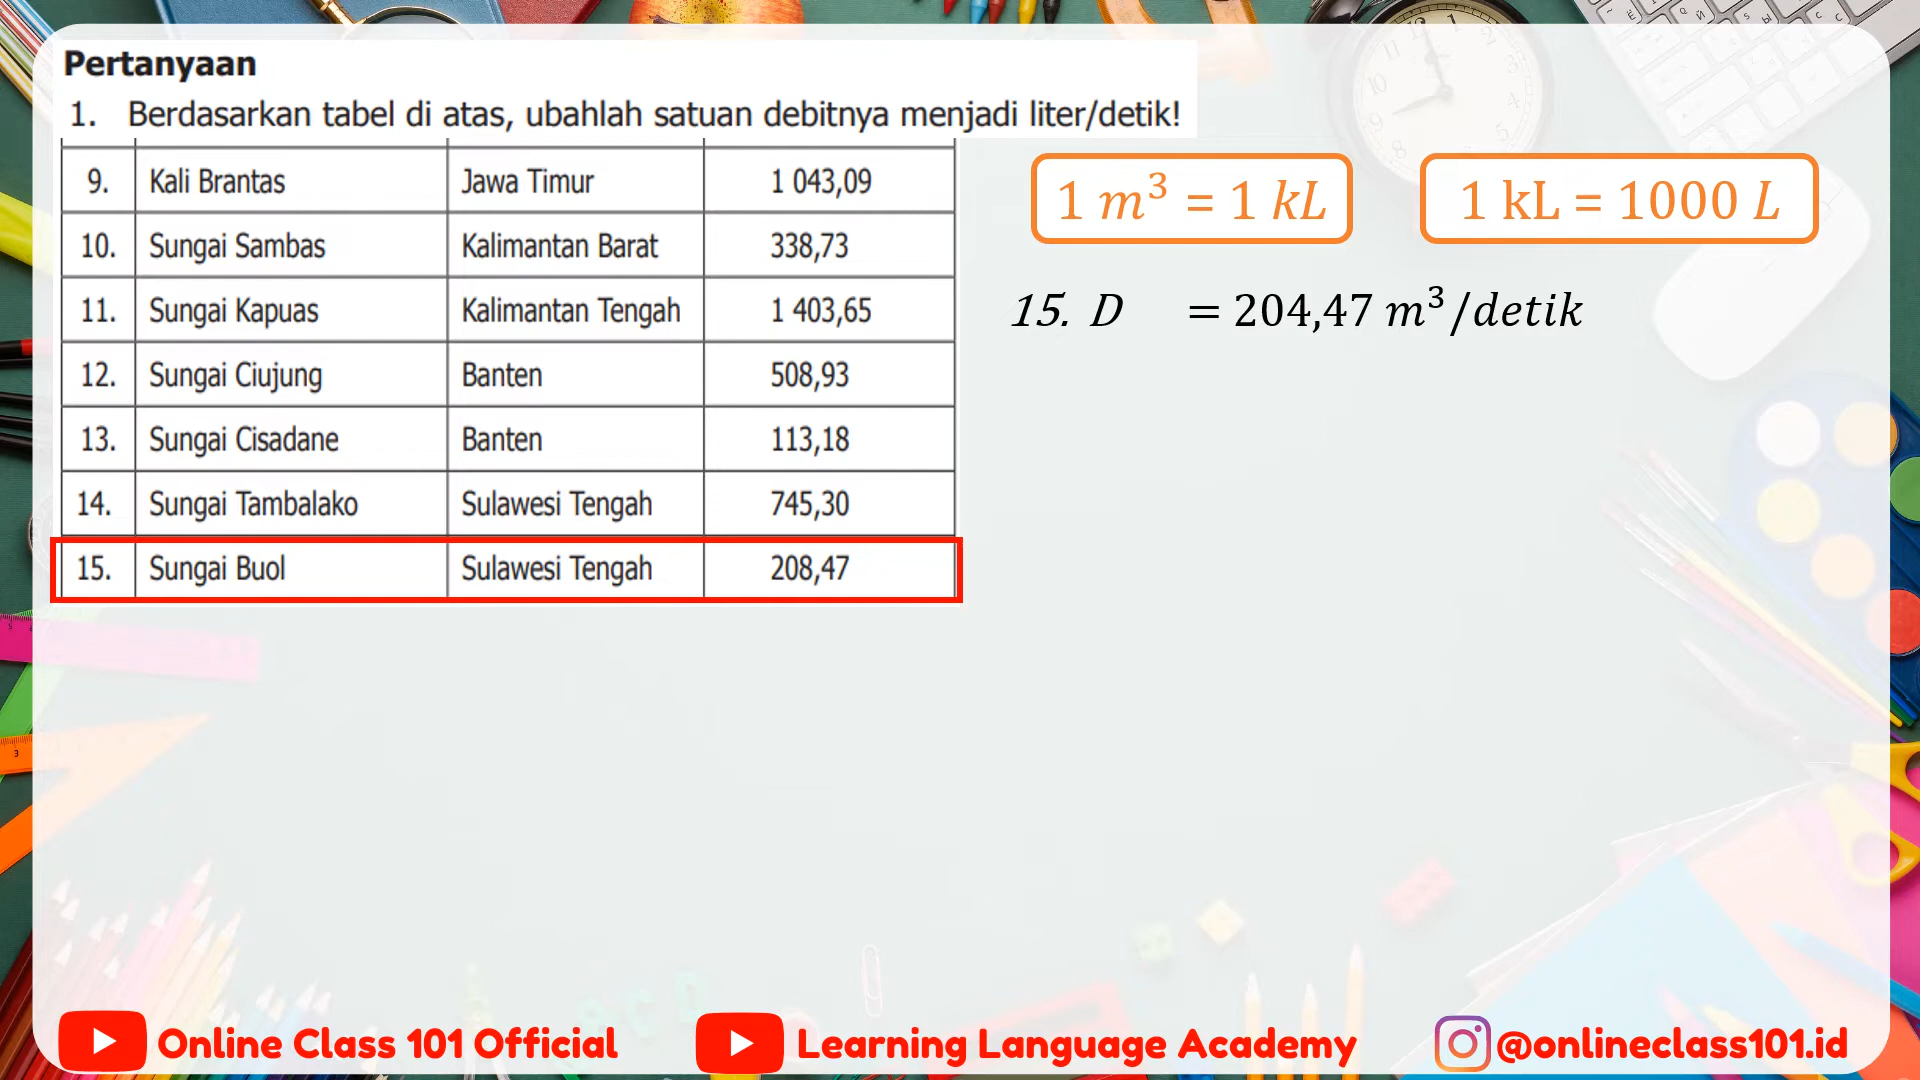 Pertanyaan
1. Berdasarkan tabel di atas, ubahlah satuan debitnya menjadi liter/detik!
9. Kali Brantas Jawa Timur 1 043,09
10. Sungai Sambas Kalimantan Barat 338,73
11. Sungai Kapuas Kalimantan Tengah 1 403,65
12. Sungai Ciujung Banten 508,93
13. Sungai Cisadane Banten 113,18
14. Sungai Tambalako Sulawesi Tengah 745,30
15. Sungai Buol Sulawesi Tengah 208,47
1 m³ = 1 kL
1 kL = 1000 L
15. D = 204,47 m³/detik
Online Class 101 Official
Learning Language Academy
@onlineclass101.id